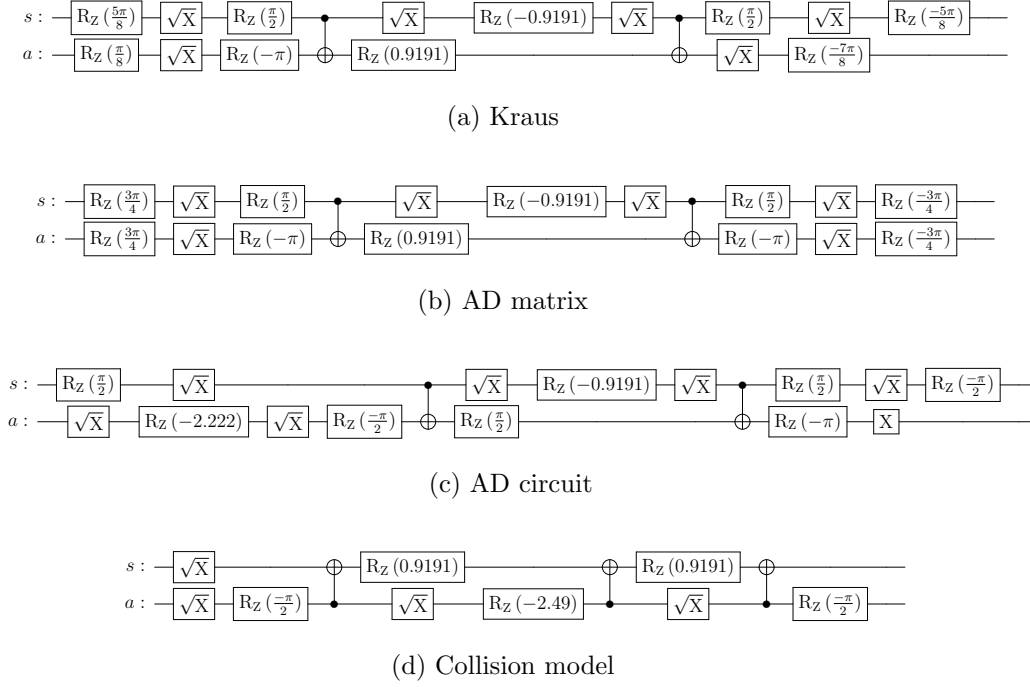 s : R_Z (5π/8) √X R_Z (π/2) √X R_Z (−0.9191) √X R_Z (π/2) √X R_Z (−5π/8)
a : R_Z (π/8) √X R_Z (−π) R_Z (0.9191) √X R_Z (−7π/8)
(a) Kraus
s : R_Z (3π/4) √X R_Z (π/2) √X R_Z (−0.9191) √X R_Z (π/2) √X R_Z (−3π/4)
a : R_Z (3π/4) √X R_Z (−π) R_Z (0.9191) R_Z (−π) √X R_Z (−3π/4)
(b) AD matrix
s : R_Z (π/2) √X √X R_Z (−0.9191) √X R_Z (π/2) √X R_Z (−π/2)
a : √X R_Z (−2.222) √X R_Z (−π/2) R_Z (π/2) R_Z (−π) X
(c) AD circuit
s : √X R_Z (0.9191) R_Z (0.9191)
a : √X R_Z (−π/2) √X R_Z (−2.49) √X R_Z (−π/2)
(d) Collision model